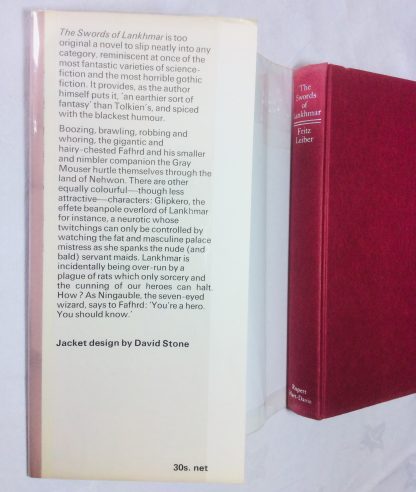 The Swords of Lankhmar is too
original a novel to slip neatly into any
category, reminiscent at once of the
most fantastic varieties of science-
fiction and the most horrible gothic
fiction. It provides, as the author
himself puts it, 'an earthier sort of
fantasy' than Tolkien's, and spiced
with the blackest humour.
Boozing, brawling, robbing and
whoring, the gigantic and
hairy-chested Fafhrd and his smaller
and nimbler companion the Gray
Mouser hurtle themselves through the
land of Nehwon. There are other
equally colourful—though less
attractive—characters: Glipkero, the
effete beanpole overlord of Lankhmar
for instance, a neurotic whose
twitchings can only be controlled by
watching the fat and masculine palace
mistress as she spanks the nude (and
bald) servant maids. Lankhmar is
incidentally being over-run by a
plague of rats which only sorcery and
the cunning of our heroes can halt.
How? As Ningauble, the seven-eyed
wizard, says to Fafhrd: 'You're a hero.
You should know.'
Jacket design by David Stone
30s. net
The
Swords
of
Lankhmar
Fritz
Leiber
Rupert
Hart-Davis